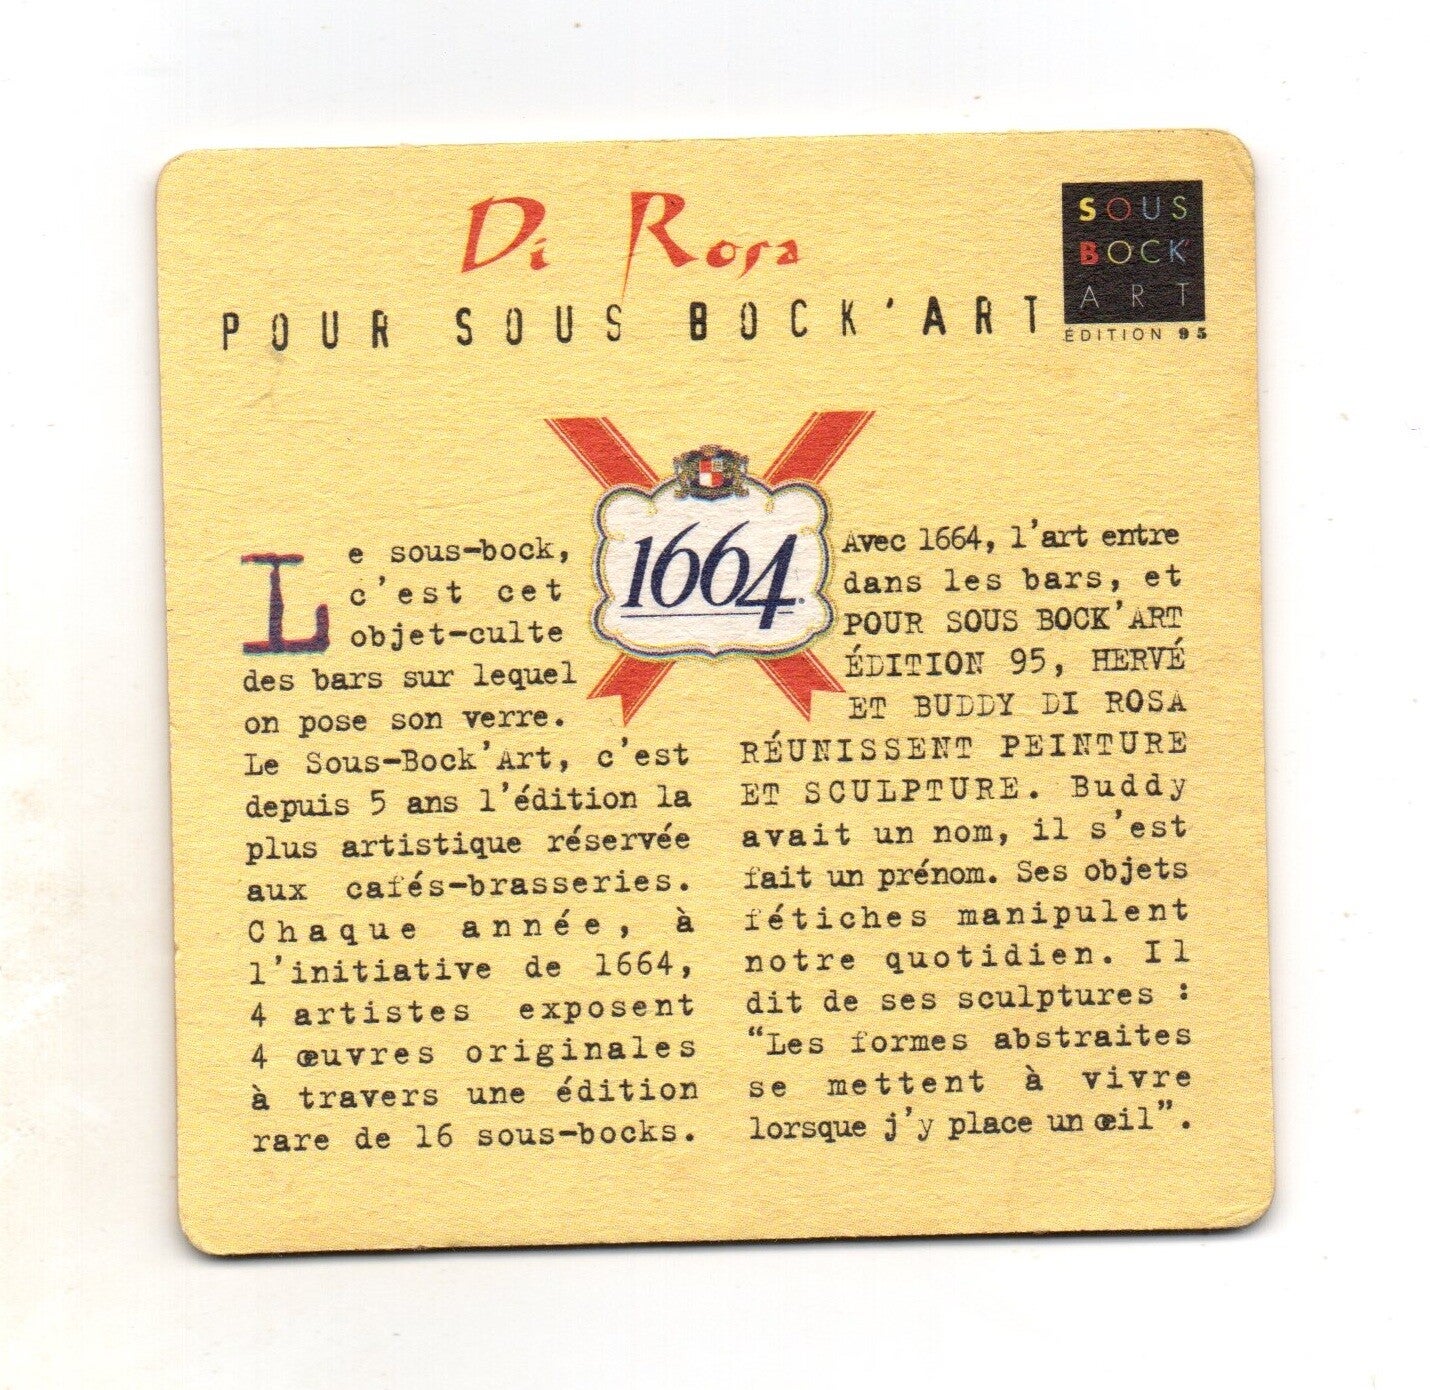 Di Rosa
POUR SOUS BOCK'ART
SOUS
BOCK'
ART
ÉDITION 95
1664
Le sous-bock,
c'est cet
objet-culte
des bars sur lequel
on pose son verre.
Le Sous-Bock'Art, c'est
depuis 5 ans l'édition la
plus artistique réservée
aux cafés-brasseries.
Chaque année, à
l'initiative de 1664,
4 artistes exposent
4 œuvres originales
à travers une édition
rare de 16 sous-bocks.
Avec 1664, l'art entre
dans les bars, et
POUR SOUS BOCK'ART
ÉDITION 95, HERVÉ
ET BUDDY DI ROSA
RÉUNISSENT PEINTURE
ET SCULPTURE. Buddy
avait un nom, il s'est
fait un prénom. Ses objets
fétiches manipulent
notre quotidien. Il
dit de ses sculptures :
“Les formes abstraites
se mettent à vivre
lorsque j'y place un œil”.